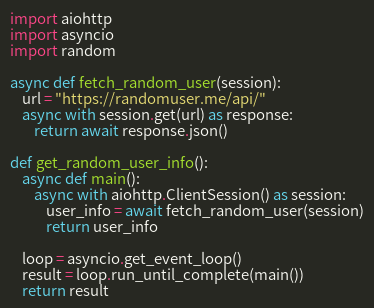 import aiohttp
import asyncio
import random

async def fetch_random_user(session):
    url = "https://randomuser.me/api/"
    async with session.get(url) as response:
        return await response.json()

def get_random_user_info():
    async def main():
        async with aiohttp.ClientSession() as session:
            user_info = await fetch_random_user(session)
            return user_info

    loop = asyncio.get_event_loop()
    result = loop.run_until_complete(main())
    return result